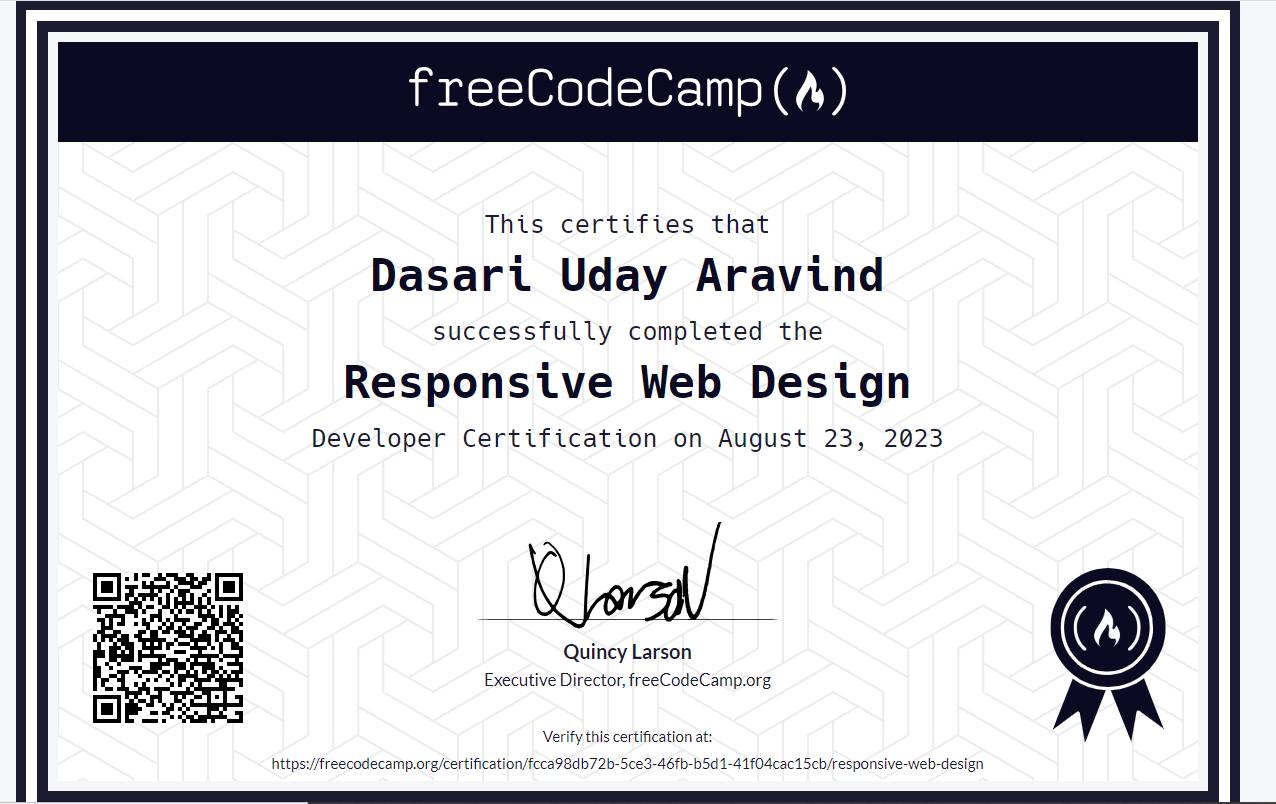 freeCodeCamp(🔥)
This certifies that
Dasari Uday Aravind
successfully completed the
Responsive Web Design
Developer Certification on August 23, 2023
Quincy Larson
Executive Director, freeCodeCamp.org
Verify this certification at:
https://freecodecamp.org/certification/fcca98db72b-5ce3-46fb-b5d1-41f04cac15cb/responsive-web-design